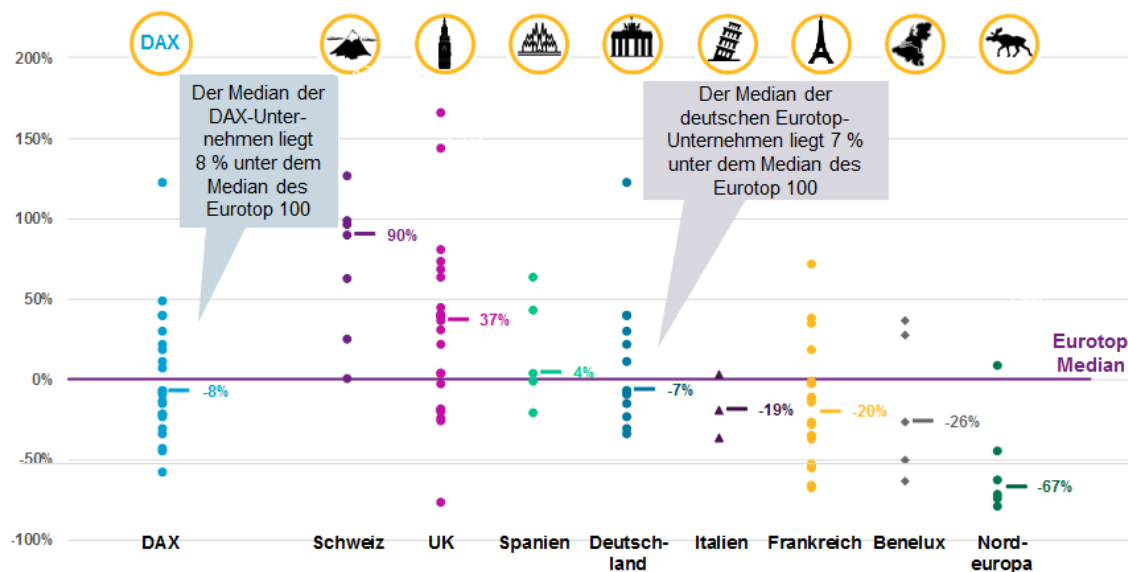 DAX
200%
150%
100%
50%
0%
-50%
-100%
Der Median der
DAX-Unter-
nehmen liegt
8 % unter dem
Median des
Eurotop 100
Der Median der
deutschen Eurotop-
Unternehmen liegt 7 %
unter dem Median des
Eurotop 100
-8%
90%
37%
4%
-7%
-19%
-20%
-26%
-67%
Eurotop
Median
DAX
Schweiz
UK
Spanien
Deutsch-
land
Italien
Frankreich
Benelux
Nord-
europa